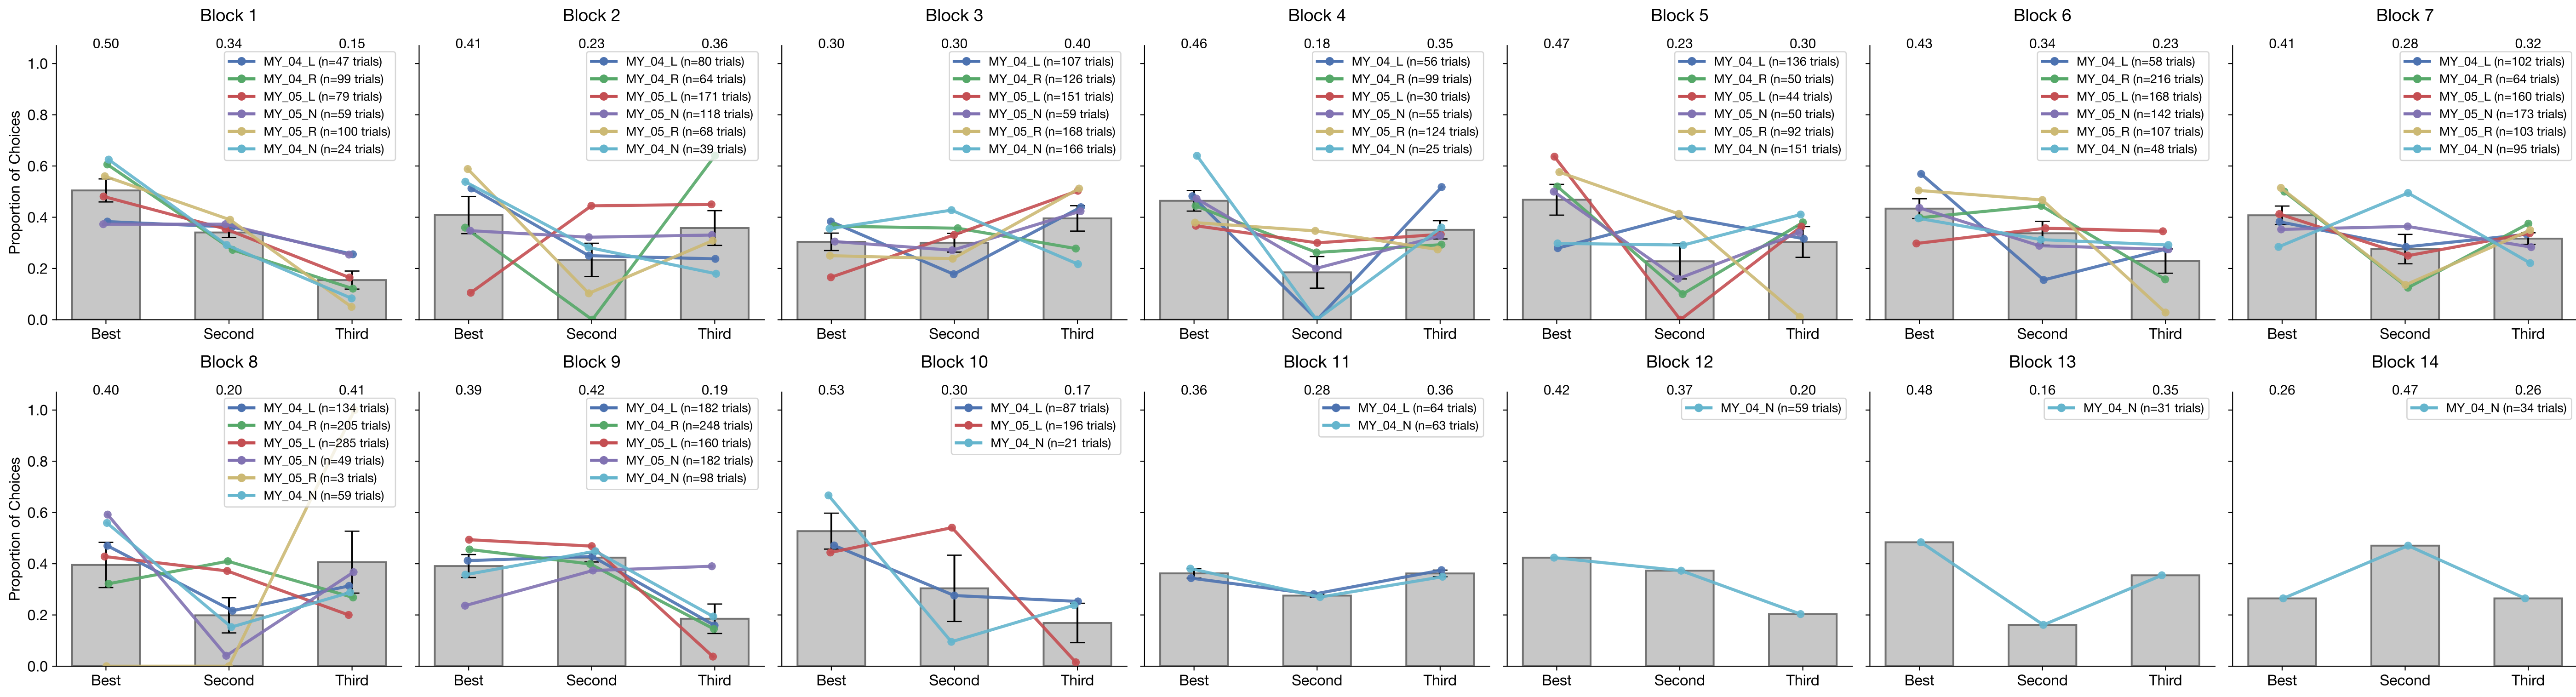 Block 1
0.50 0.34 0.15
MY_04_L (n=47 trials)
MY_04_R (n=99 trials)
MY_05_L (n=79 trials)
MY_05_N (n=59 trials)
MY_05_R (n=100 trials)
MY_04_N (n=24 trials)
Proportion of Choices
1.0
0.8
0.6
0.4
0.2
0.0
Best Second Third
Block 2
0.41 0.23 0.36
MY_04_L (n=80 trials)
MY_04_R (n=64 trials)
MY_05_L (n=171 trials)
MY_05_N (n=118 trials)
MY_05_R (n=68 trials)
MY_04_N (n=39 trials)
Best Second Third
Block 3
0.30 0.30 0.40
MY_04_L (n=107 trials)
MY_04_R (n=126 trials)
MY_05_L (n=151 trials)
MY_05_N (n=59 trials)
MY_05_R (n=168 trials)
MY_04_N (n=166 trials)
Best Second Third
Block 4
0.46 0.18 0.35
MY_04_L (n=56 trials)
MY_04_R (n=99 trials)
MY_05_L (n=30 trials)
MY_05_N (n=55 trials)
MY_05_R (n=124 trials)
MY_04_N (n=25 trials)
Best Second Third
Block 5
0.47 0.23 0.30
MY_04_L (n=136 trials)
MY_04_R (n=50 trials)
MY_05_L (n=44 trials)
MY_05_N (n=50 trials)
MY_05_R (n=92 trials)
MY_04_N (n=151 trials)
Best Second Third
Block 6
0.43 0.34 0.23
MY_04_L (n=58 trials)
MY_04_R (n=216 trials)
MY_05_L (n=168 trials)
MY_05_N (n=142 trials)
MY_05_R (n=107 trials)
MY_04_N (n=48 trials)
Best Second Third
Block 7
0.41 0.28 0.32
MY_04_L (n=102 trials)
MY_04_R (n=64 trials)
MY_05_L (n=160 trials)
MY_05_N (n=173 trials)
MY_05_R (n=103 trials)
MY_04_N (n=95 trials)
Best Second Third
Block 8
0.40 0.20 0.41
MY_04_L (n=134 trials)
MY_04_R (n=205 trials)
MY_05_L (n=285 trials)
MY_05_N (n=49 trials)
MY_05_R (n=3 trials)
MY_04_N (n=59 trials)
Proportion of Choices
1.0
0.8
0.6
0.4
0.2
0.0
Best Second Third
Block 9
0.39 0.42 0.19
MY_04_L (n=182 trials)
MY_04_R (n=248 trials)
MY_05_L (n=160 trials)
MY_05_N (n=182 trials)
MY_04_N (n=98 trials)
Best Second Third
Block 10
0.53 0.30 0.17
MY_04_L (n=87 trials)
MY_05_L (n=196 trials)
MY_04_N (n=21 trials)
Best Second Third
Block 11
0.36 0.28 0.36
MY_04_L (n=64 trials)
MY_04_N (n=63 trials)
Best Second Third
Block 12
0.42 0.37 0.20
MY_04_N (n=59 trials)
Best Second Third
Block 13
0.48 0.16 0.35
MY_04_N (n=31 trials)
Best Second Third
Block 14
0.26 0.47 0.26
MY_04_N (n=34 trials)
Best Second Third